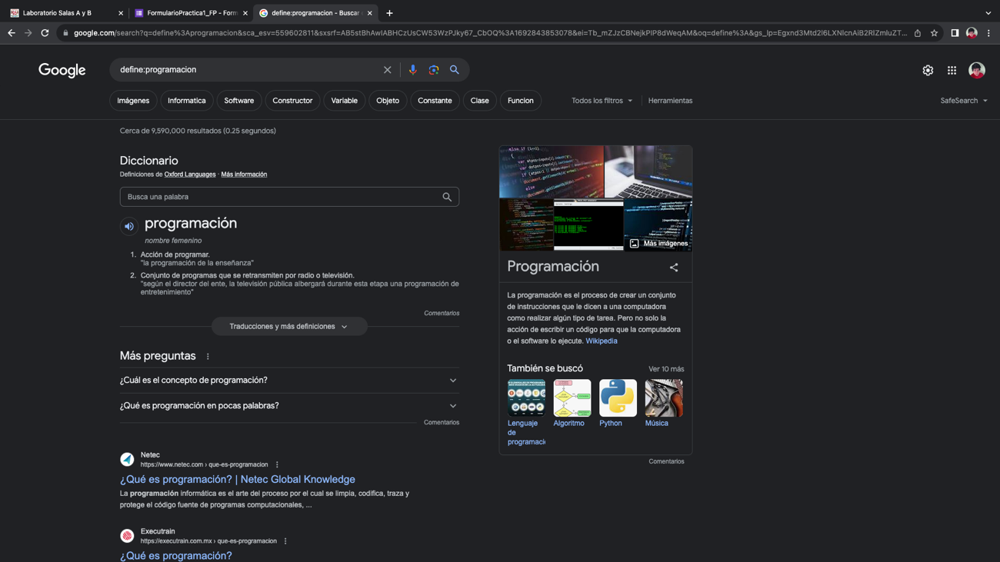 Laboratorio Salas A y B
FormularioPractica1_FP - Form
define:programacion - Buscar
google.com/search?q=define%3Aprogramacion&sca_esv=559602811&sxsrf=AB5stBhAwIABHCzUsCW53WzPJky67_CbOQ%3A1692843853078&ei=Tb_mZJzCBNejkPIP8dWeqAM&oq=define%3A&gs_lp=Egxnd3Mtd2l6LXNlcnAiB2RlZmluZT...
Google
define:programacion
Imágenes
Informatica
Software
Constructor
Variable
Objeto
Constante
Clase
Funcion
Todos los filtros
Herramientas
SafeSearch
Cerca de 9,590,000 resultados (0.25 segundos)
Diccionario
Definiciones de Oxford Languages · Más información
Busca una palabra
programación
nombre femenino
1. Acción de programar.
"la programación de la enseñanza"
2. Conjunto de programas que se retransmiten por radio o televisión.
"según el director del ente, la televisión pública albergará durante esta etapa una programación de
entretenimiento"
Comentarios
Traducciones y más definiciones
Más preguntas
¿Cuál es el concepto de programación?
¿Qué es programación en pocas palabras?
Comentarios
Netec
https://www.netec.com › que-es-programacion
¿Qué es programación? | Netec Global Knowledge
La programación informática es el arte del proceso por el cual se limpia, codifica, traza y
protege el código fuente de programas computacionales, ...
Executrain
https://executrain.com.mx › que-es-programacion
¿Qué es programación?
Más imágenes
Programación
La programación es el proceso de crear un conjunto
de instrucciones que le dicen a una computadora
como realizar algún tipo de tarea. Pero no solo la
acción de escribir un código para que la computadora
o el software lo ejecute. Wikipedia
También se buscó
Ver 10 más
Lenguaje
de
programació
Algoritmo
Python
Música
Comentarios